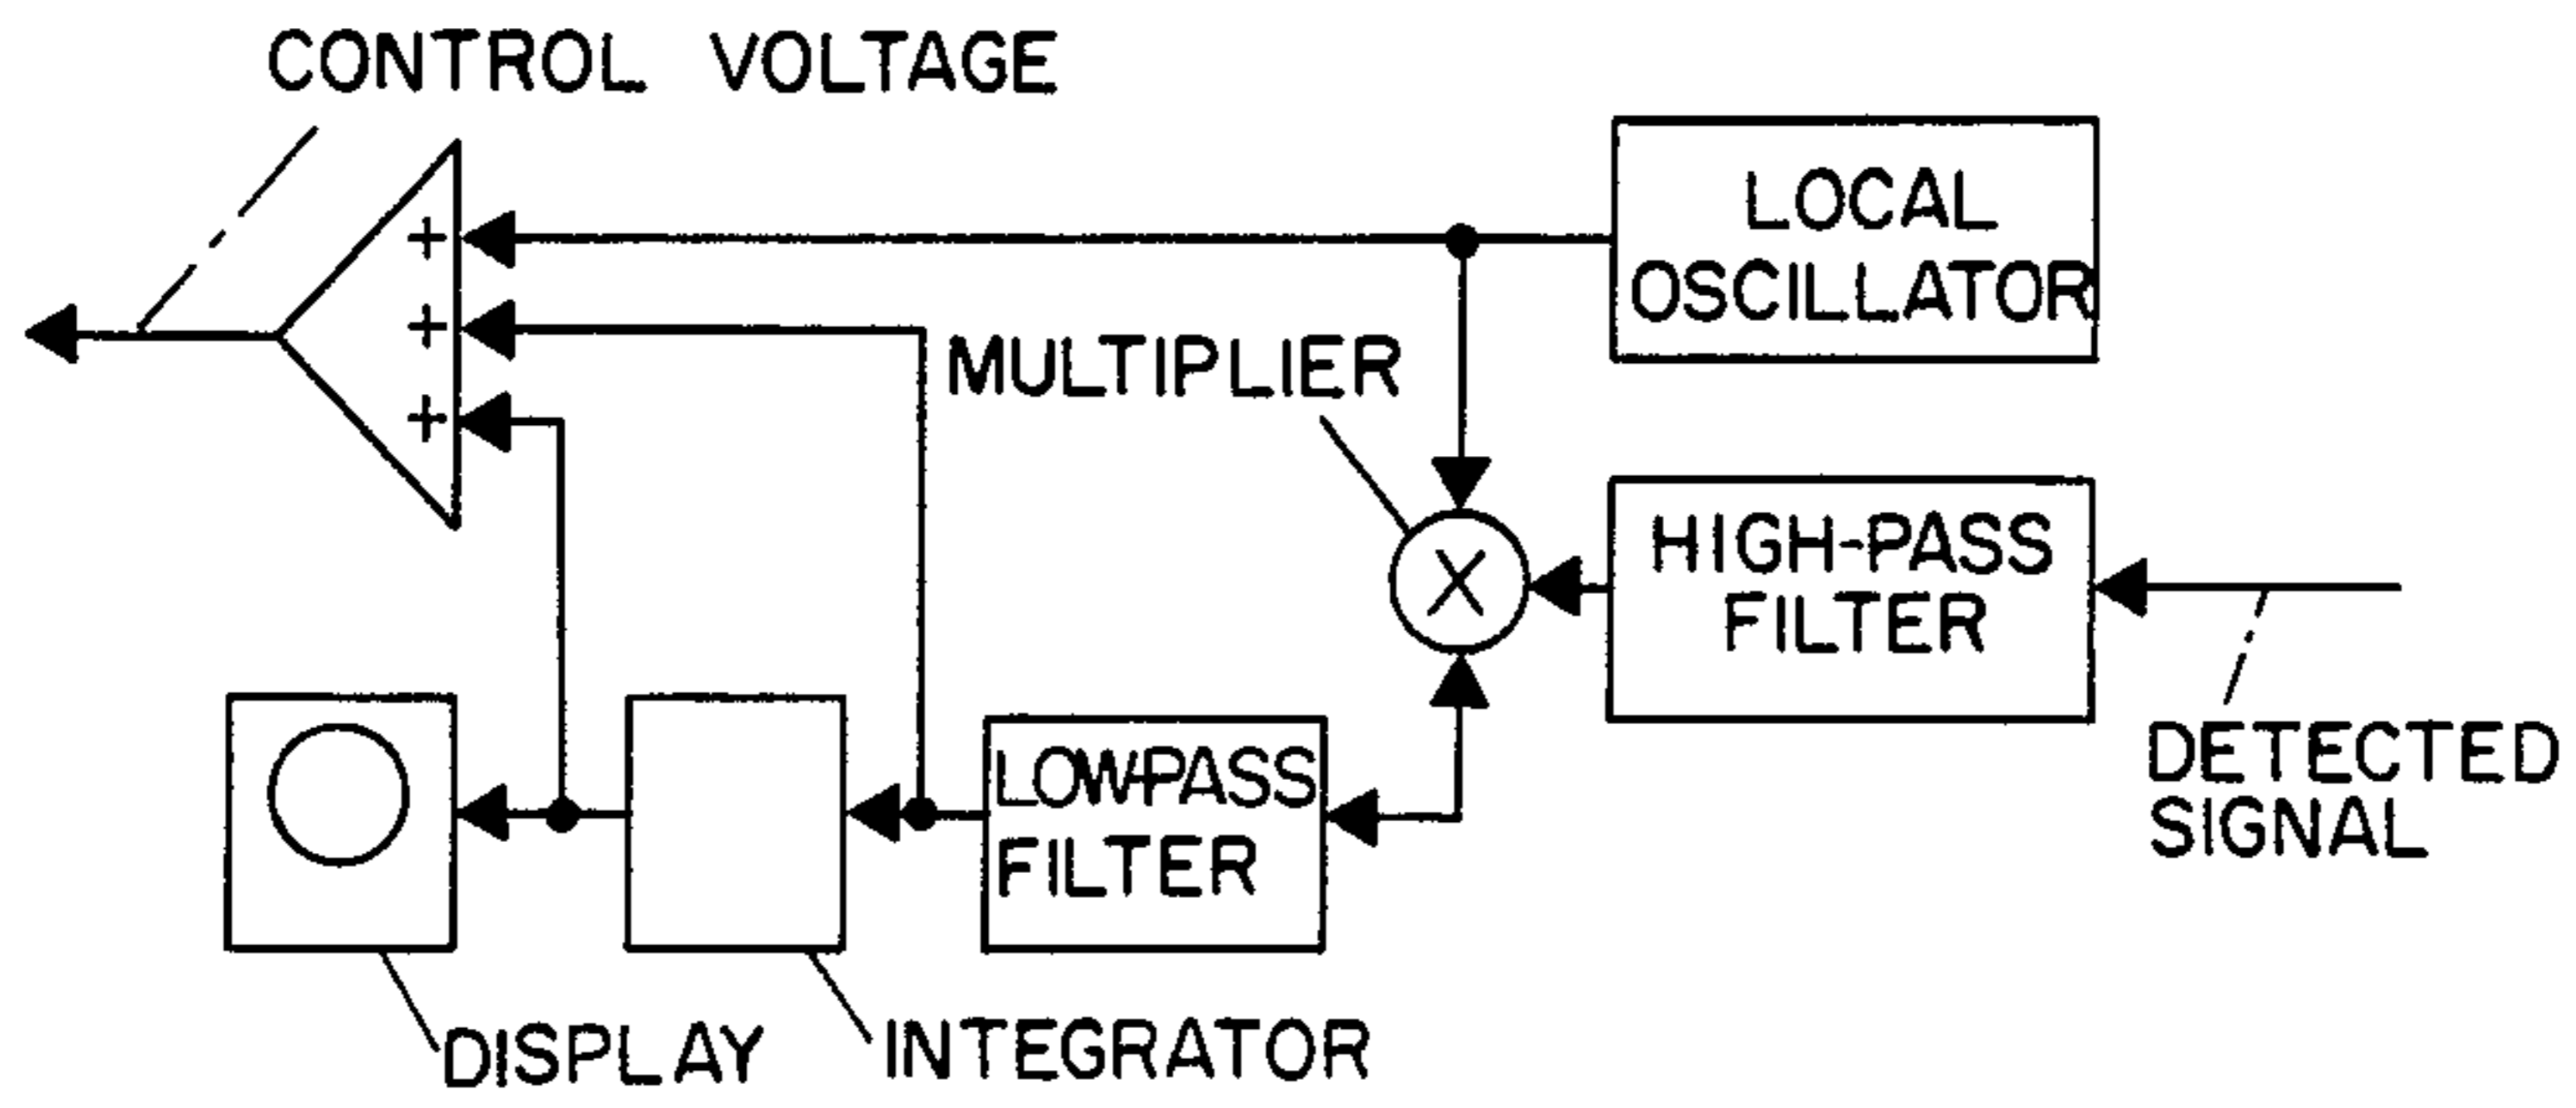 CONTROL VOLTAGE
LOCAL
OSCILLATOR
+
+
+
MULTIPLIER
X
HIGH-PASS
FILTER
DETECTED
SIGNAL
LOW-PASS
FILTER
DISPLAY
INTEGRATOR